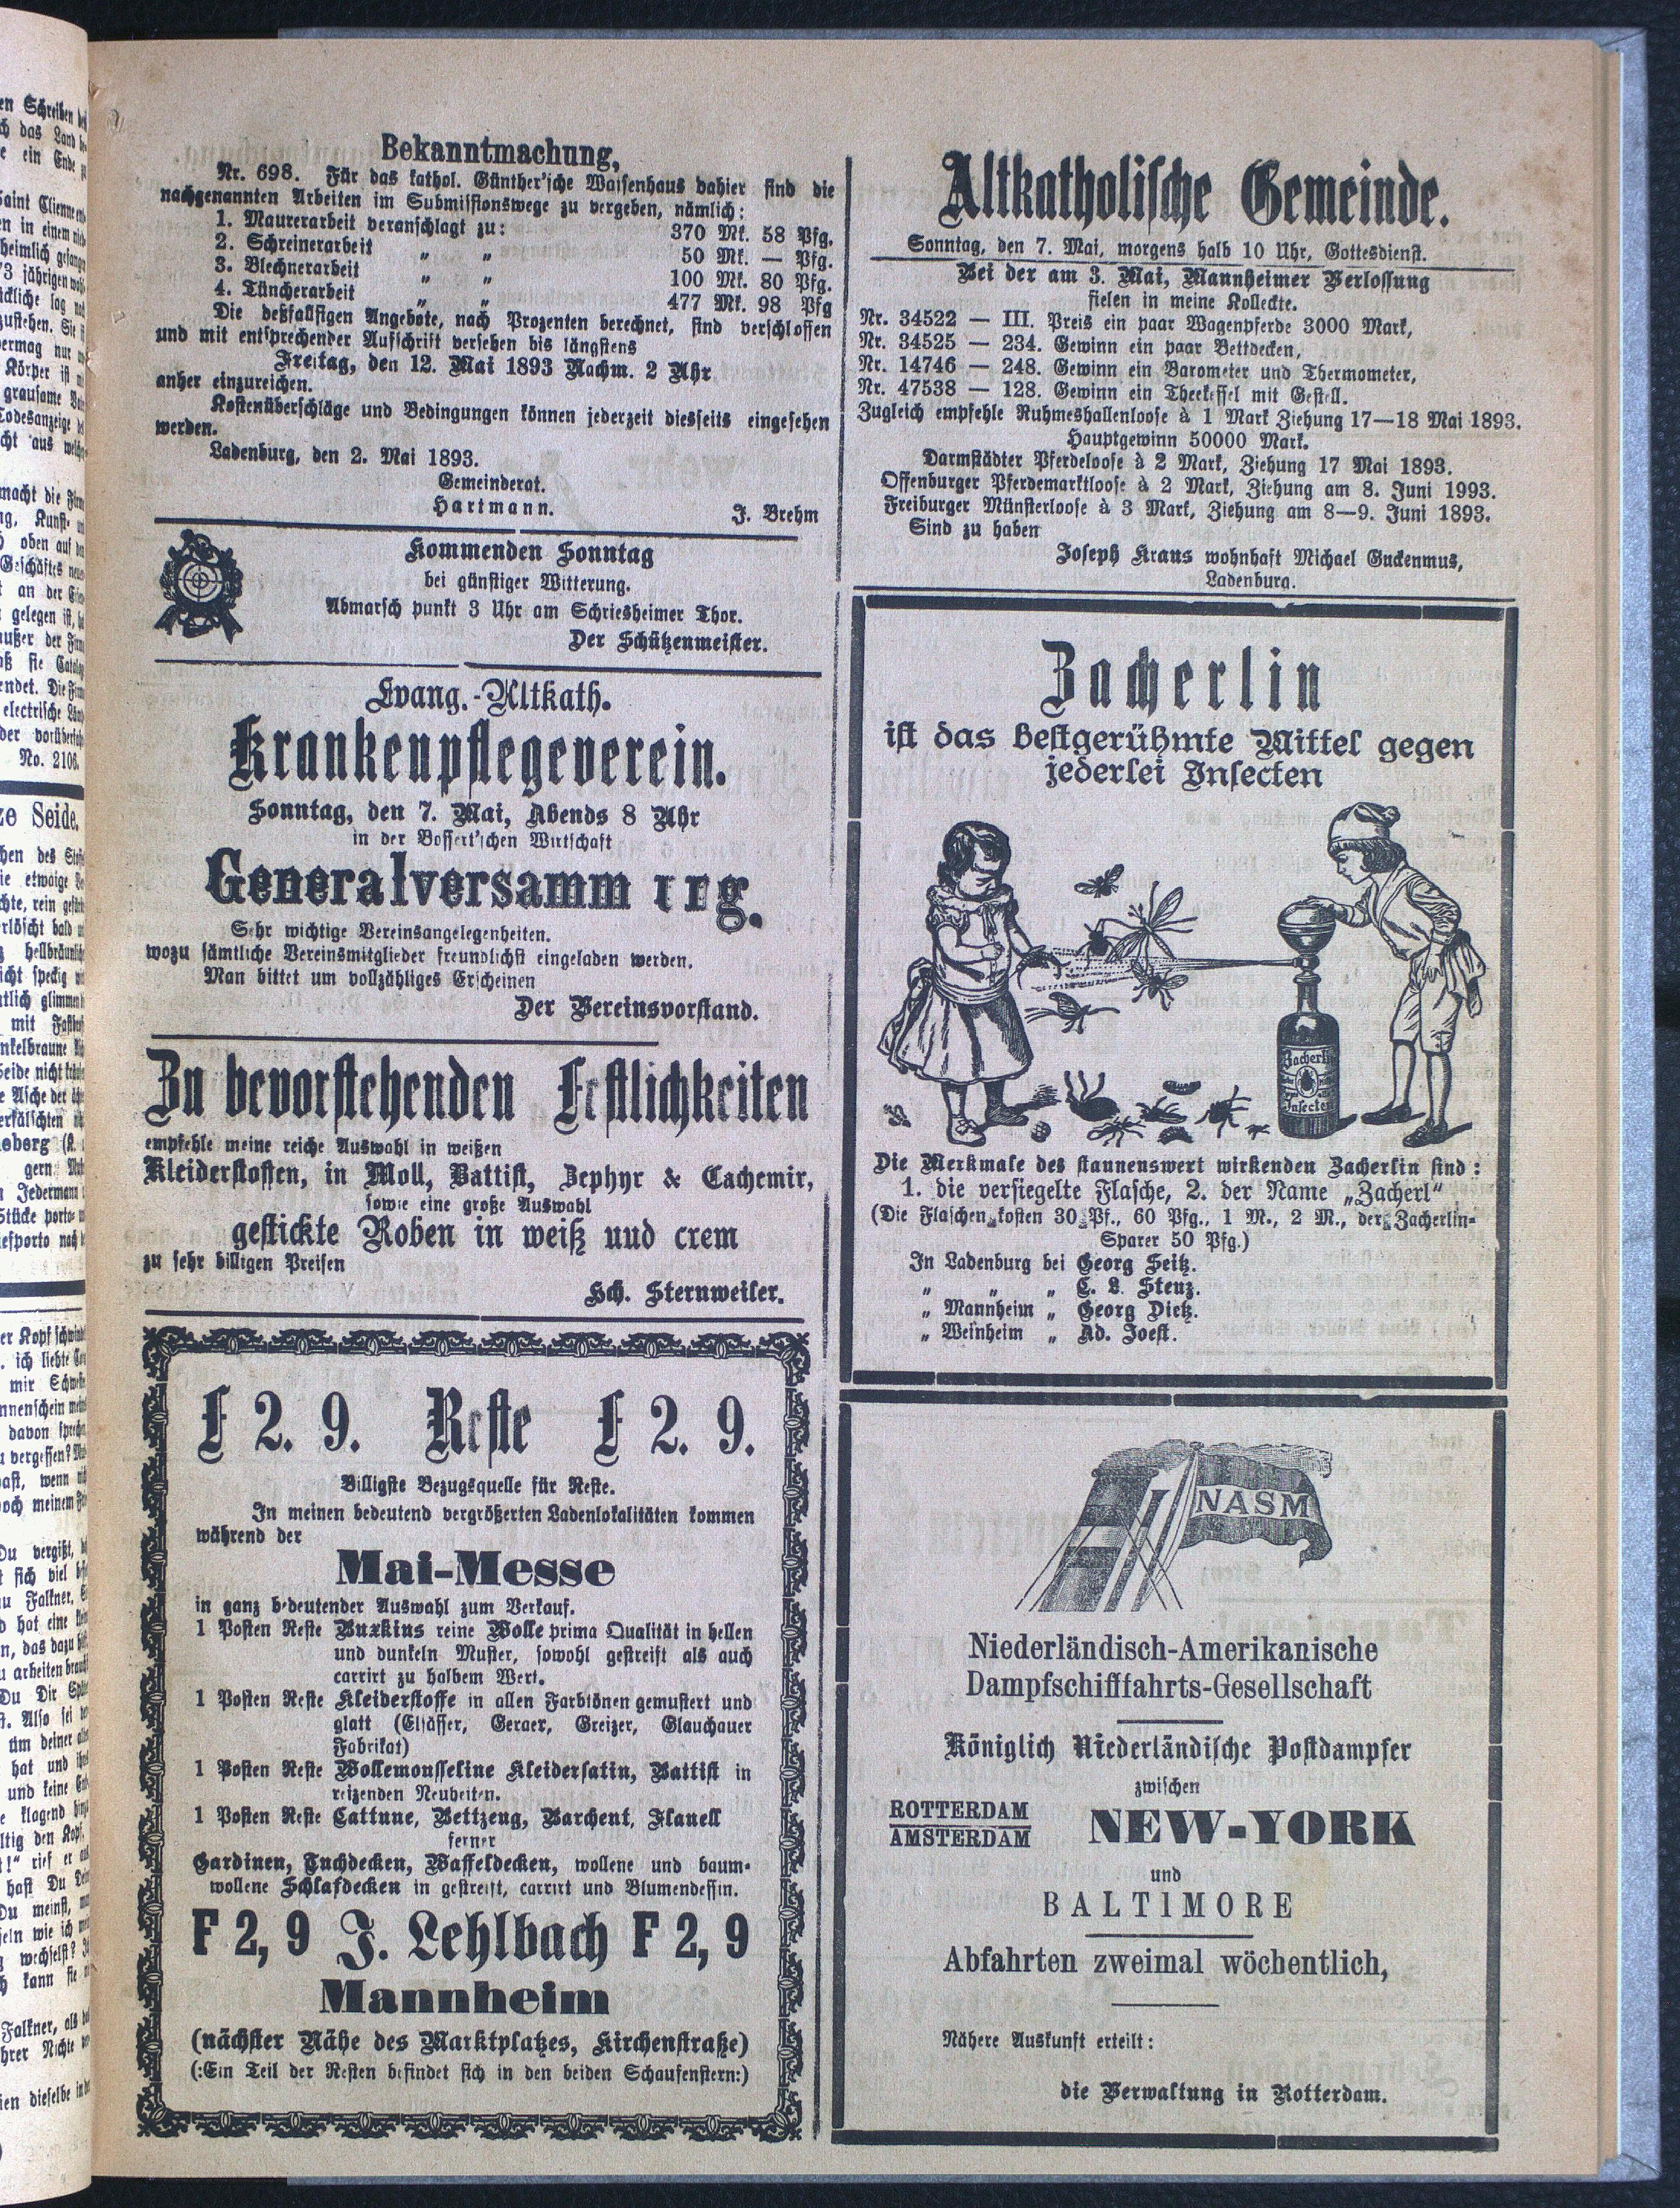 Bekanntmachung,
Nr. 698. Für das kathol. Günther'sche Waisenhaus dahier sind die
nachgenannten Arbeiten im Submissionswege zu vergeben, nämlich:
1. Maurerarbeit veranschlagt zu: 370 Mk. 58 Pfg.
2. Schreinerarbeit „ „ 50 Mk. — Pfg.
3. Blechnerarbeit „ „ 100 Mk. 80 Pfg.
4. Tüncherarbeit „ „ 477 Mk. 98 Pfg
Die deßfallsigen Angebote, nach Prozenten berechnet, sind verschlossen
und mit entsprechender Aufschrift versehen bis längstens
Freitag, den 12. Mai 1893 Nachm. 2 Uhr
anher einzureichen.
Kostenüberschläge und Bedingungen können jederzeit diesseits eingesehen
werden.
Ladenburg, den 2. Mai 1893.
Gemeinderat.
Hartmann.
J. Brehm
Kommenden Sonntag
bei günstiger Witterung.
Abmarsch punkt 3 Uhr am Schriesheimer Thor.
Der Schützenmeister.
Evang.-Altkath.
Krankenpflegeverein.
Sonntag, den 7. Mai, Abends 8 Uhr
in der Bossert'schen Wirtschaft
Generalversamm rrg.
Sehr wichtige Vereinsangelegenheiten.
wozu sämtliche Vereinsmitglieder freundlichst eingeladen werden.
Man bittet um vollzähliges Erscheinen
Der Vereinsvorstand.
Zu bevorstehenden Festlichkeiten
empfehle meine reiche Auswahl in weißen
Kleiderstoffen, in Moll, Battist, Zephyr & Cachemir,
sowie eine große Auswahl
gestickte Roben in weiß uud crem
zu sehr billigen Preisen
Sch. Sternweiler.
F 2. 9. Reste F 2. 9.
Billigste Bezugsquelle für Reste.
In meinen bedeutend vergrößerten Ladenlokalitäten kommen
während der
Mai-Messe
in ganz bedeutender Auswahl zum Verkauf.
1 Posten Reste Buxkins reine Wolle prima Qualität in hellen
und dunkeln Muster, sowohl gestreift als auch
carrirt zu halbem Wert.
1 Posten Reste Kleiderstoffe in allen Farbtönen gemustert und
glatt (Elsässer, Geraer, Greizer, Glauchauer
Fabrikat)
1 Posten Reste Wollemousseline Kleidersatin, Battist in
reizenden Neuheiten.
1 Posten Reste Cattune, Bettzeug, Barchent, Flanell
ferner
Gardinen, Tuchdecken, Waffeldecken, wollene und baum-
wollene Schlafdecken in gestreift, carrirt und Blumendessin.
F 2, 9 J. Lehlbach F 2, 9
Mannheim
(nächster Nähe des Marktplatzes, Kirchenstraße)
(:Ein Teil der Resten befindet sich in den beiden Schaufenstern:)
Altkatholische Gemeinde.
Sonntag, den 7. Mai, morgens halb 10 Uhr, Gottesdienst.
Bei der am 3. Mai, Mannheimer Verlossung
fielen in meine Kolleckte.
Nr. 34522 — III. Preis ein paar Wagenpferde 3000 Mark,
Nr. 34525 — 234. Gewinn ein paar Bettdecken,
Nr. 14746 — 248. Gewinn ein Barometer und Thermometer,
Nr. 47538 — 128. Gewinn ein Theekessel mit Gestell.
Zugleich empfehle Ruhmeshallenloose à 1 Mark Ziehung 17—18 Mai 1893.
Hauptgewinn 50000 Mark.
Darmstädter Pferdeloose à 2 Mark, Ziehung 17 Mai 1893.
Offenburger Pferdemarktloose à 2 Mark, Ziehung am 8. Juni 1993.
Freiburger Münsterloose à 3 Mark, Ziehung am 8—9. Juni 1893.
Sind zu haben
Joseph Kraus wohnhaft Michael Guckenmus,
Ladenburg.
Zacherlin
ist das bestgerühmte Mittel gegen
jederlei Insecten
Die Merkmale des staunenswert wirkenden Zacherlin sind:
1. die versiegelte Flasche, 2. der Name „Zacherl“
(Die Flaschen kosten 30 Pf., 60 Pfg., 1 M., 2 M., der Zacherlin-
Sparer 50 Pfg.)
In Ladenburg bei Georg Seitz.
„ „ „ C. L. Stenz.
„ Mannheim „ Georg Dietz.
„ Weinheim „ Ad. Joest.
NASM
Niederländisch-Amerikanische
Dampfschifffahrts-Gesellschaft
Königlich Niederländische Postdampfer
zwischen
ROTTERDAM
AMSTERDAM
NEW-YORK
und
BALTIMORE
Abfahrten zweimal wöchentlich,
Nähere Auskunft erteilt:
die Verwaltung in Rotterdam.